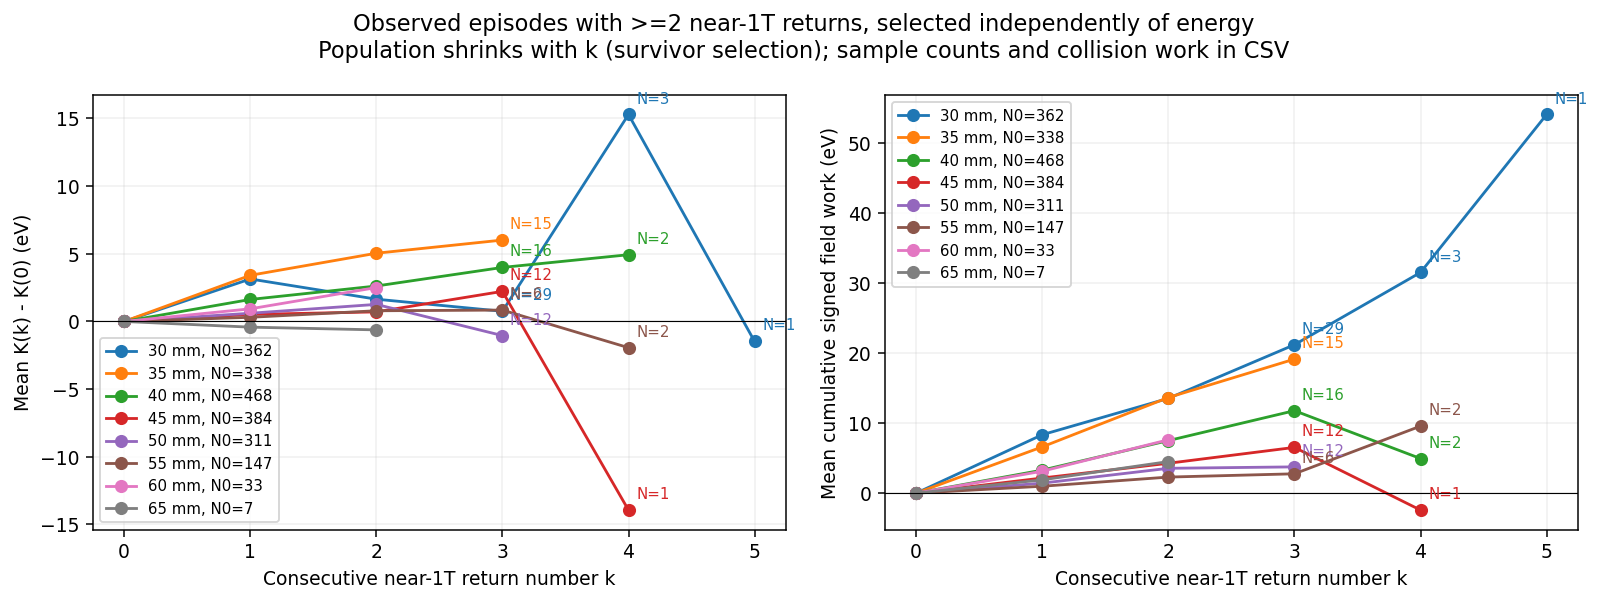 Observed episodes with >=2 near-1T returns, selected independently of energy
Population shrinks with k (survivor selection); sample counts and collision work in CSV
Mean K(k) - K(0) (eV)
15
10
5
0
−5
−10
−15
N=3
N=15
N=16
N=2
N=12
N=29
N=12
N=1
N=2
N=1
30 mm, N0=362
35 mm, N0=338
40 mm, N0=468
45 mm, N0=384
50 mm, N0=311
55 mm, N0=147
60 mm, N0=33
65 mm, N0=7
0 1 2 3 4 5
Consecutive near-1T return number k
Mean cumulative signed field work (eV)
50
40
30
20
10
0
30 mm, N0=362
35 mm, N0=338
40 mm, N0=468
45 mm, N0=384
50 mm, N0=311
55 mm, N0=147
60 mm, N0=33
65 mm, N0=7
N=1
N=3
N=29
N=15
N=16
N=2
N=12
N=2
N=12
N=6
N=1
0 1 2 3 4 5
Consecutive near-1T return number k